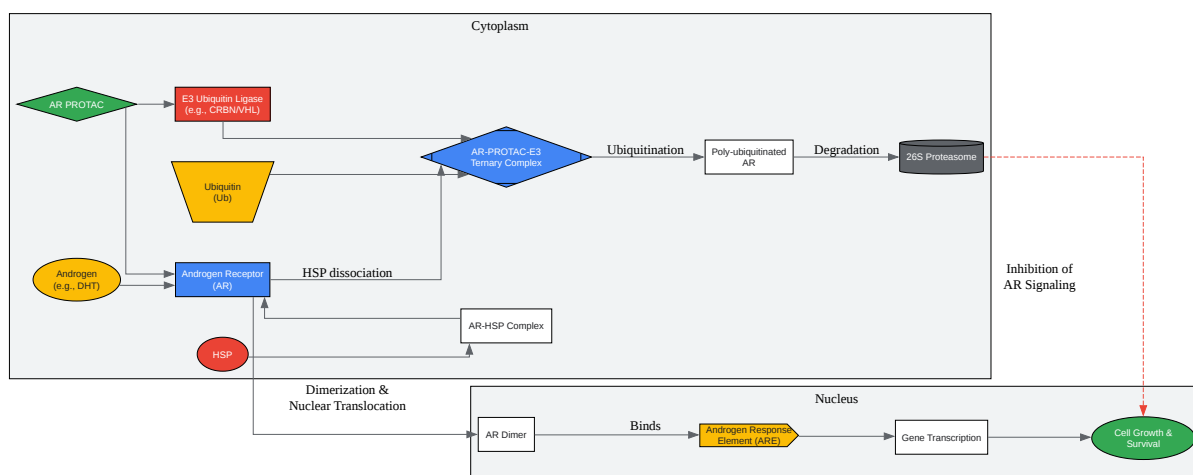 Cytoplasm
AR PROTAC
E3 Ubiquitin Ligase
(e.g., CRBN/VHL)
AR-PROTAC-E3
Ternary Complex
Ubiquitination
Poly-ubiquitinated
AR
Degradation
26S Proteasome
Ubiquitin
(Ub)
Androgen
(e.g., DHT)
Androgen Receptor
(AR)
HSP dissociation
Inhibition of
AR Signaling
AR-HSP Complex
HSP
Dimerization &
Nuclear Translocation
Nucleus
AR Dimer
Binds
Androgen Response
Element (ARE)
Gene Transcription
Cell Growth &
Survival